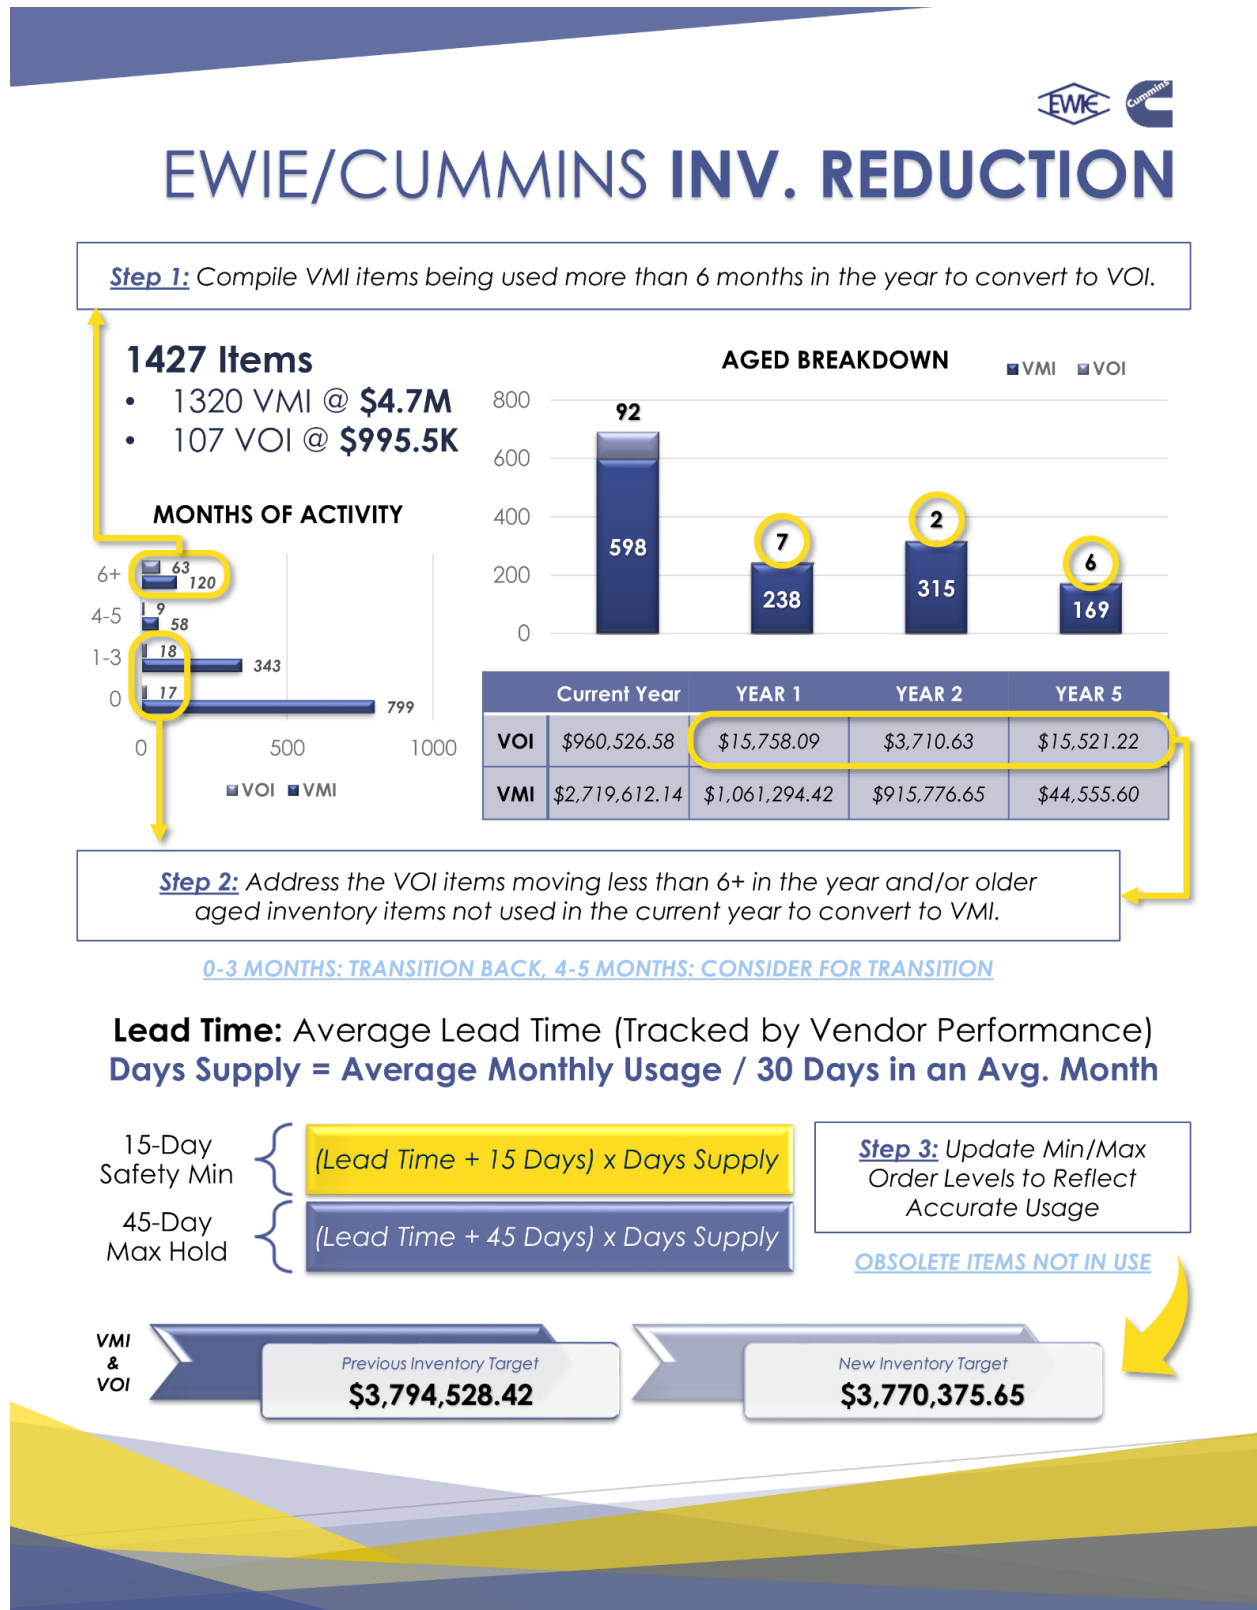 EWIE
Cummins
EWIE/CUMMINS INV. REDUCTION
Step 1: Compile VMI items being used more than 6 months in the year to convert to VOI.
1427 Items
• 1320 VMI @ $4.7M
• 107 VOI @ $995.5K
MONTHS OF ACTIVITY
6+
63
120
4-5
9
58
1-3
18
343
0
17
799
0 500 1000
VOI VMI
AGED BREAKDOWN
VMI VOI
800
600
400
200
0
92
598
7
238
2
315
6
169
Current Year YEAR 1 YEAR 2 YEAR 5
VOI $960,526.58 $15,758.09 $3,710.63 $15,521.22
VMI $2,719,612.14 $1,061,294.42 $915,776.65 $44,555.60
Step 2: Address the VOI items moving less than 6+ in the year and/or older
aged inventory items not used in the current year to convert to VMI.
0-3 MONTHS: TRANSITION BACK, 4-5 MONTHS: CONSIDER FOR TRANSITION
Lead Time: Average Lead Time (Tracked by Vendor Performance)
Days Supply = Average Monthly Usage / 30 Days in an Avg. Month
15-Day
Safety Min
(Lead Time + 15 Days) x Days Supply
45-Day
Max Hold
(Lead Time + 45 Days) x Days Supply
Step 3: Update Min/Max
Order Levels to Reflect
Accurate Usage
OBSOLETE ITEMS NOT IN USE
VMI
&
VOI
Previous Inventory Target
$3,794,528.42
New Inventory Target
$3,770,375.65